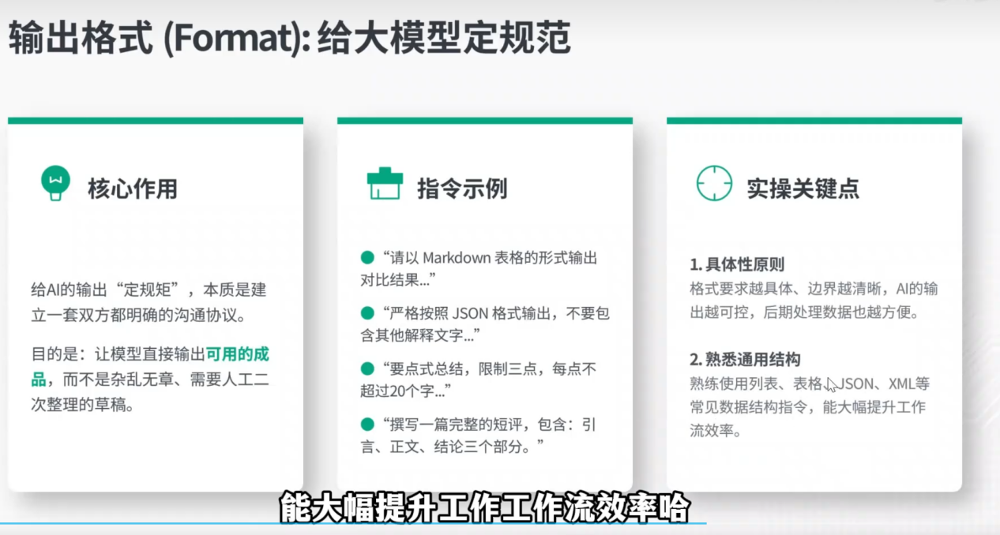 输出格式 (Format): 给大模型定规范
核心作用
给AI的输出“定规矩”，本质是建
立一套双方都明确的沟通协议。
目的是：让模型直接输出可用的成
品，而不是杂乱无章、需要人工二
次整理的草稿。
指令示例
“请以 Markdown 表格的形式输出
对比结果...”
“严格按照 JSON 格式输出，不要包
含其他解释文字...”
“要点式总结，限制三点，每点不
超过20个字...”
“撰写一篇完整的短评，包含：引
言、正文、结论三个部分。”
实操关键点
1. 具体性原则
格式要求越具体、边界越清晰，AI的输
出越可控，后期处理数据也越方便。
2. 熟悉通用结构
熟练使用列表、表格、JSON、XML等
常见数据结构指令，能大幅提升工作
流效率。
能大幅提升工作工作流效率哈